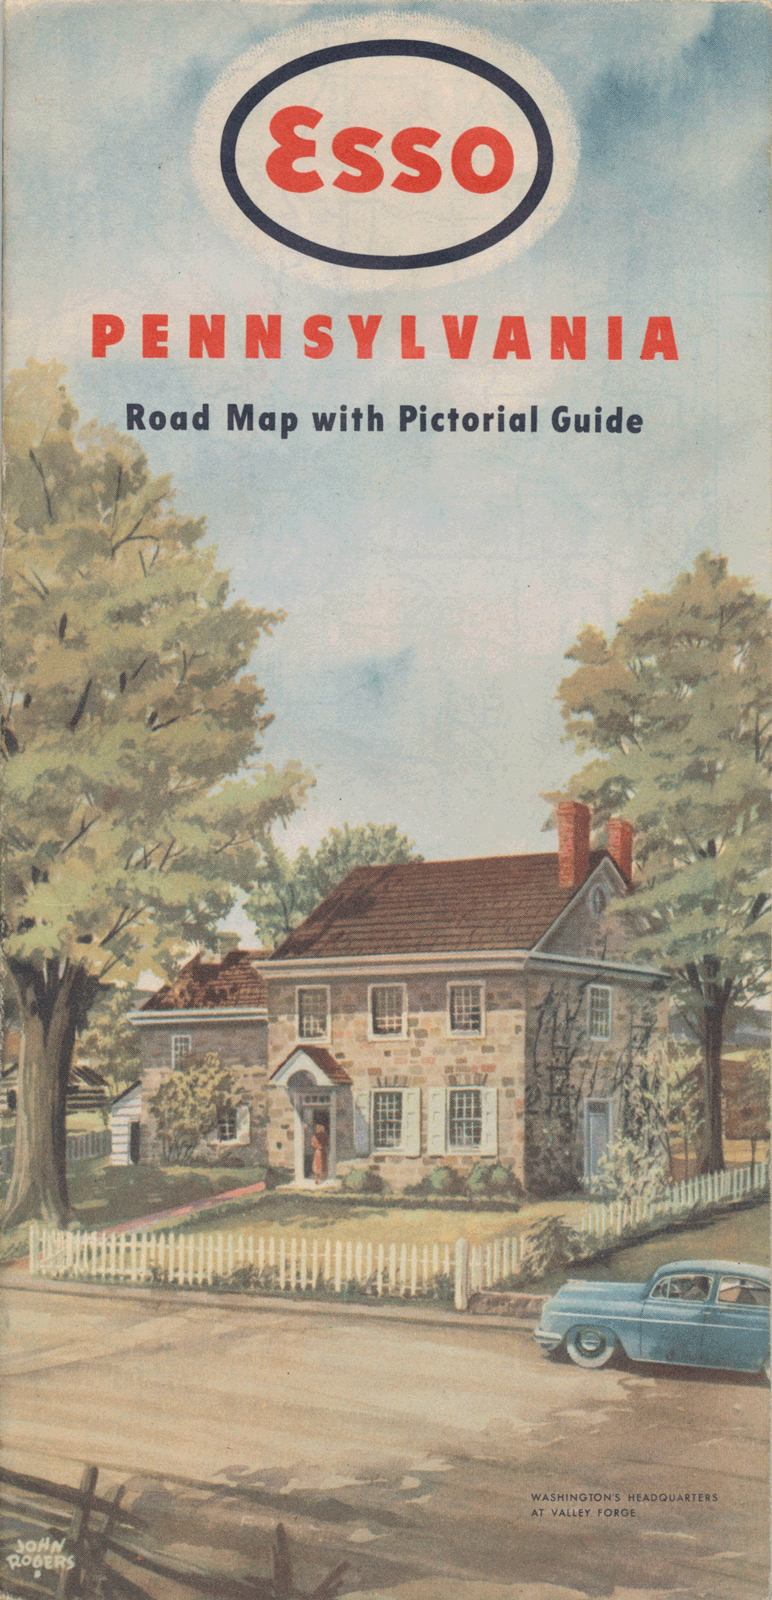 Esso
PENNSYLVANIA
Road Map with Pictorial Guide
WASHINGTON'S HEADQUARTERS
AT VALLEY FORGE
JOHN
ROGERS